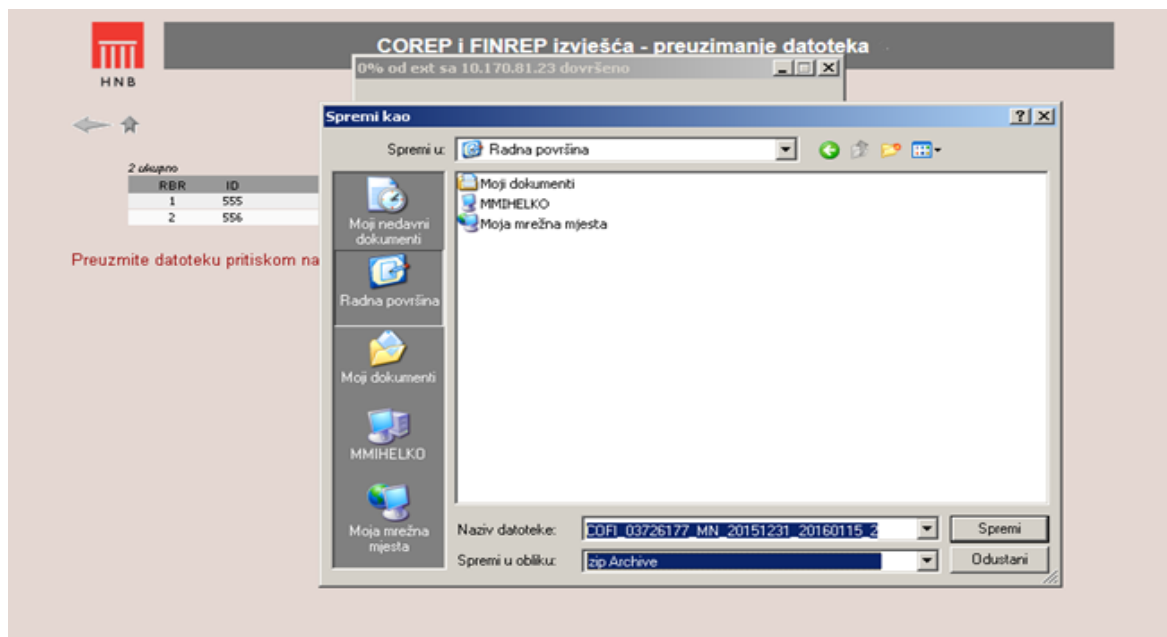 COREP i FINREP izvješća - preuzimanje datoteka
HNB
0% od ext sa 10.170.81.23 dovršeno
Spremi kao
Spremi u:
Radna površina
2 ukupno
RBR ID
1 555
2 556
Preuzmite datoteku pritiskom na
Moji nedavni
dokumenti
Radna površina
Moji dokumenti
MMIHELKO
Moja mrežna
mjesta
Moji dokumenti
MMIHELKO
Moja mrežna mjesta
Naziv datoteke:
COFI_03726177_MN_20151231_20160115_2
Spremi
Spremi u obliku:
zip Archive
Odustani